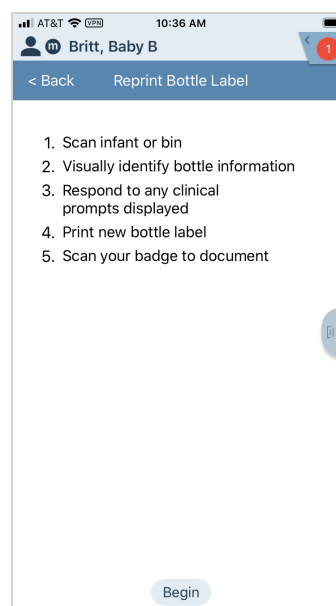 AT&T VPN 10:36 AM
m Britt, Baby B
1
< Back Reprint Bottle Label
1. Scan infant or bin
2. Visually identify bottle information
3. Respond to any clinical
prompts displayed
4. Print new bottle label
5. Scan your badge to document
Begin